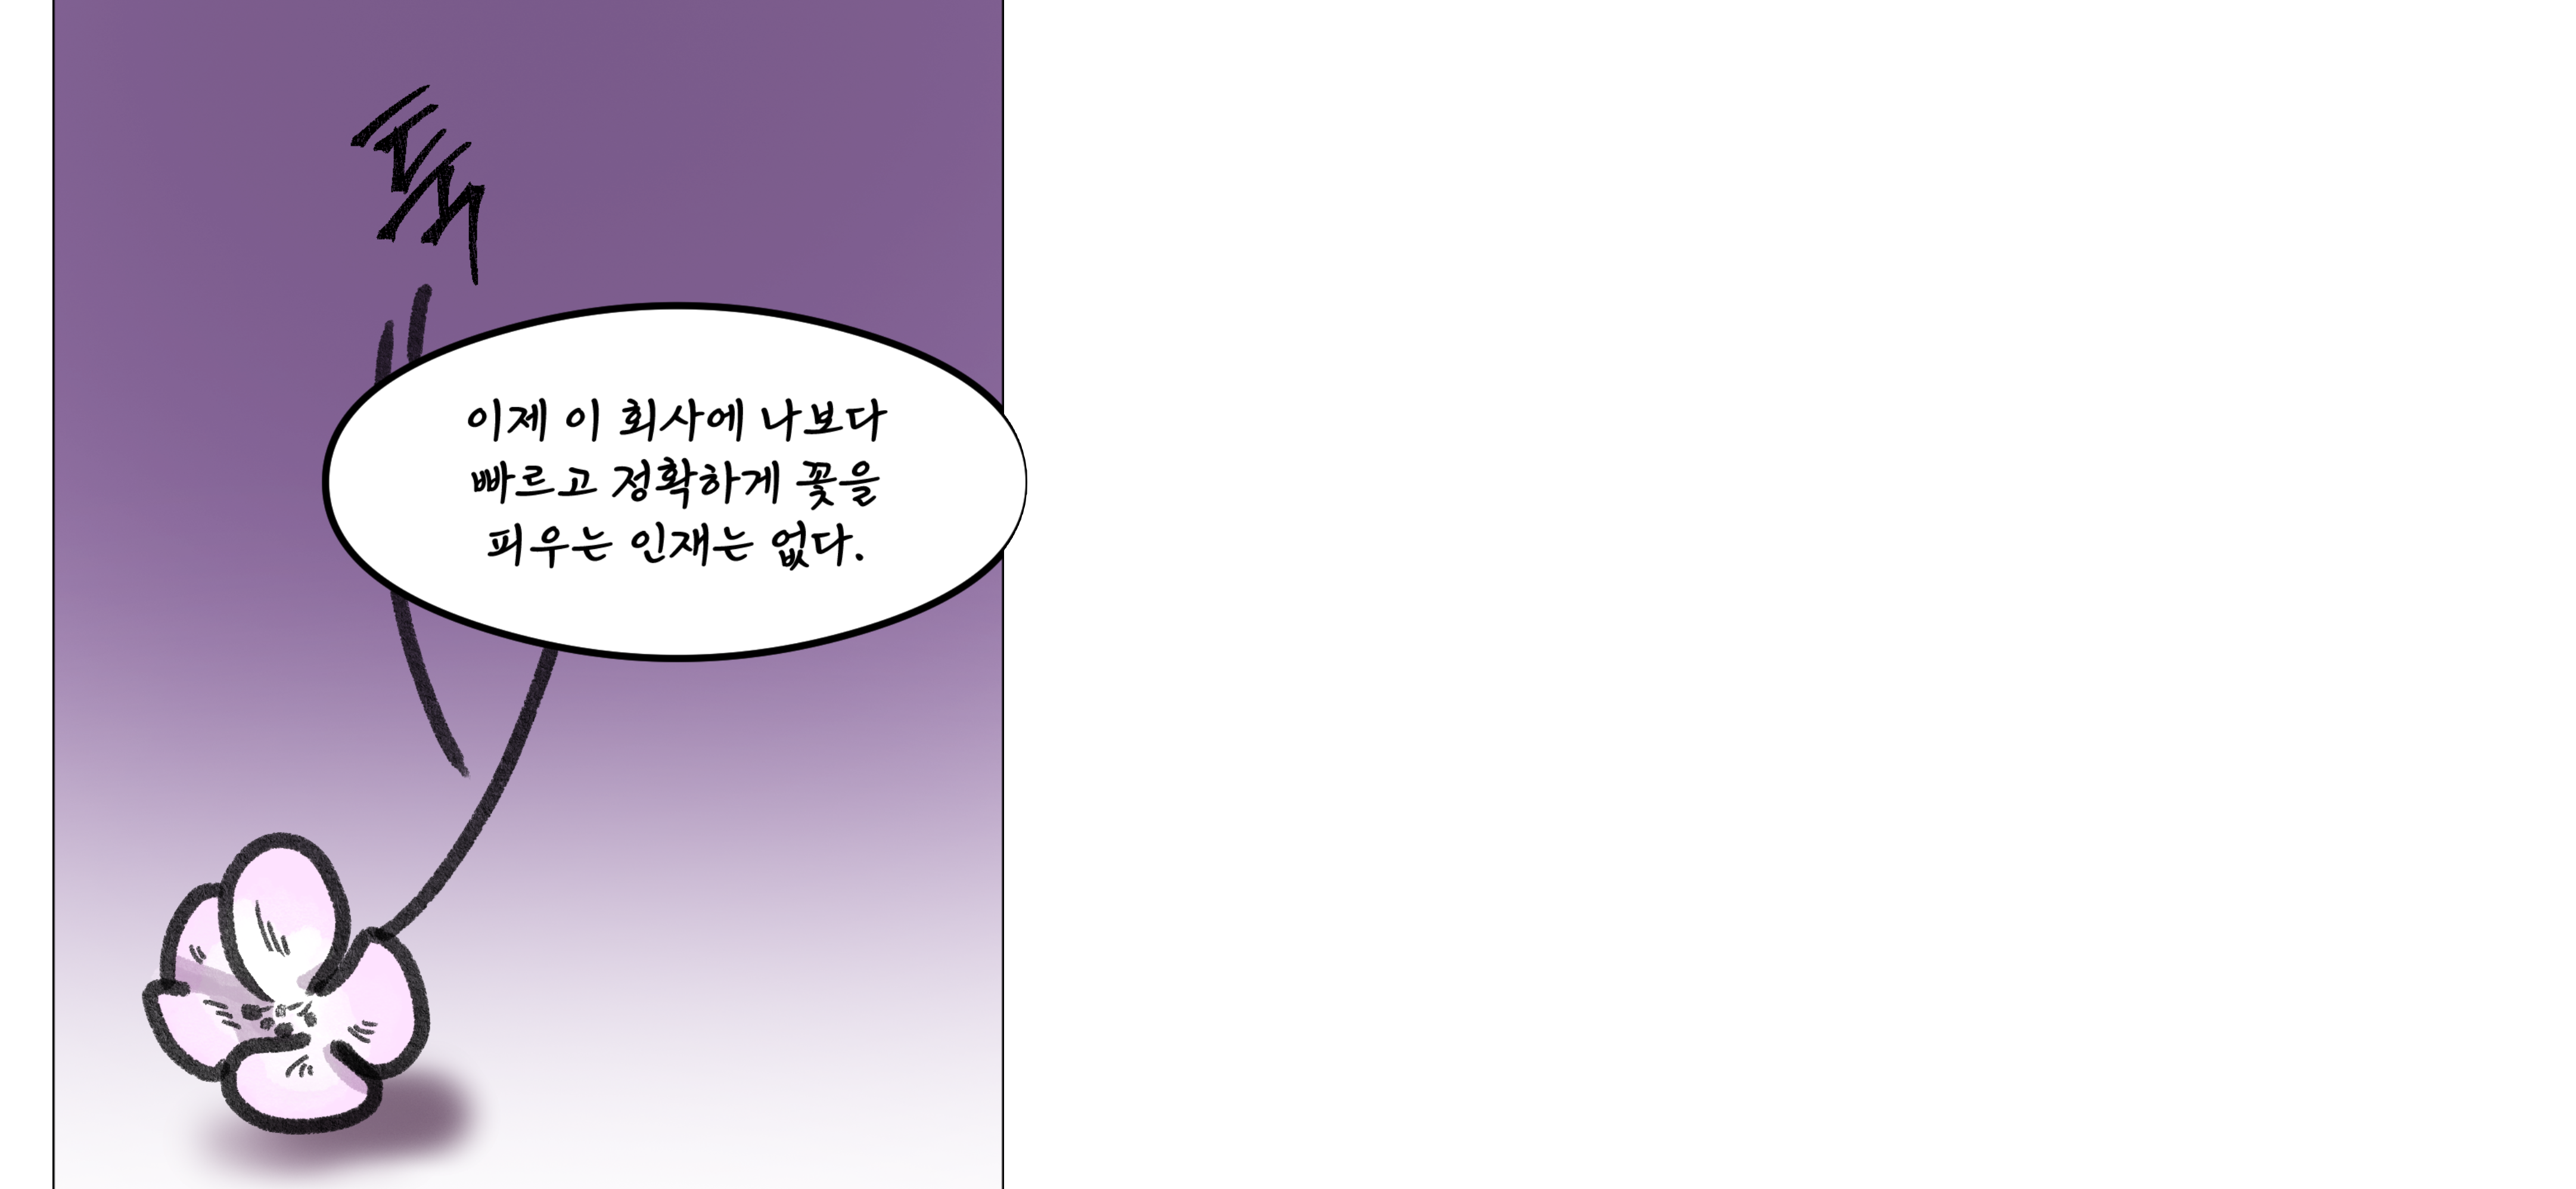 툭
이제 이 회사에 나보다
빠르고 정확하게 꽃을
피우는 인재는 없다.